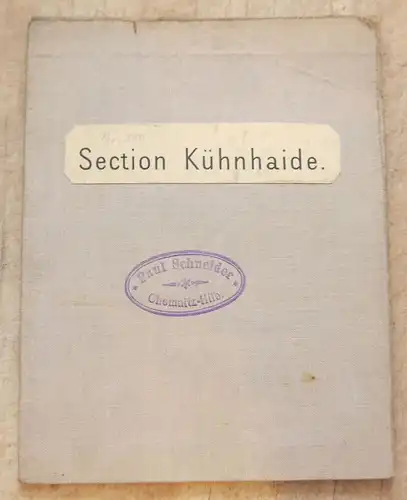 Section Kühnhaide.
Paul Schneider
Chemnitz-Hilb.